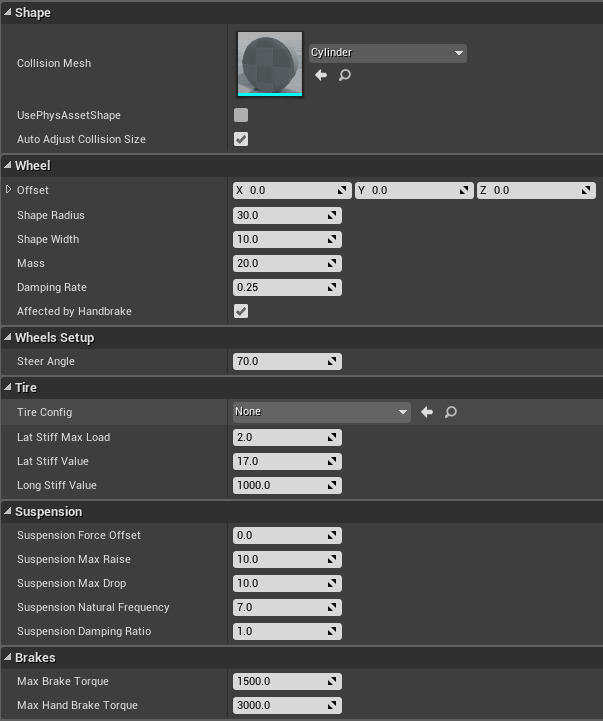 Shape
Collision Mesh Cylinder
UsePhysAssetShape
Auto Adjust Collision Size
Wheel
Offset X 0.0 Y 0.0 Z 0.0
Shape Radius 30.0
Shape Width 10.0
Mass 20.0
Damping Rate 0.25
Affected by Handbrake
Wheels Setup
Steer Angle 70.0
Tire
Tire Config None
Lat Stiff Max Load 2.0
Lat Stiff Value 17.0
Long Stiff Value 1000.0
Suspension
Suspension Force Offset 0.0
Suspension Max Raise 10.0
Suspension Max Drop 10.0
Suspension Natural Frequency 7.0
Suspension Damping Ratio 1.0
Brakes
Max Brake Torque 1500.0
Max Hand Brake Torque 3000.0